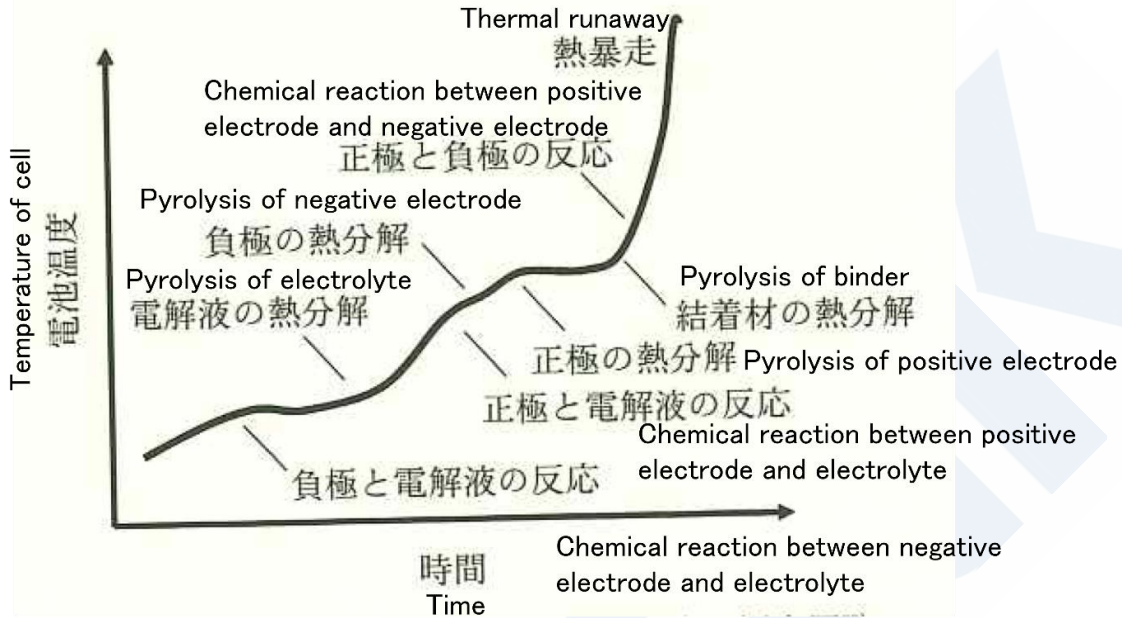 Thermal runaway
熱暴走
Chemical reaction between positive
electrode and negative electrode
正極と負極の反応
Pyrolysis of negative electrode
負極の熱分解
Pyrolysis of electrolyte
電解液の熱分解
Temperature of cell
電池温度
Pyrolysis of binder
結着材の熱分解
正極の熱分解 Pyrolysis of positive electrode
正極と電解液の反応
Chemical reaction between positive
electrode and electrolyte
負極と電解液の反応
Chemical reaction between negative
electrode and electrolyte
時間
Time